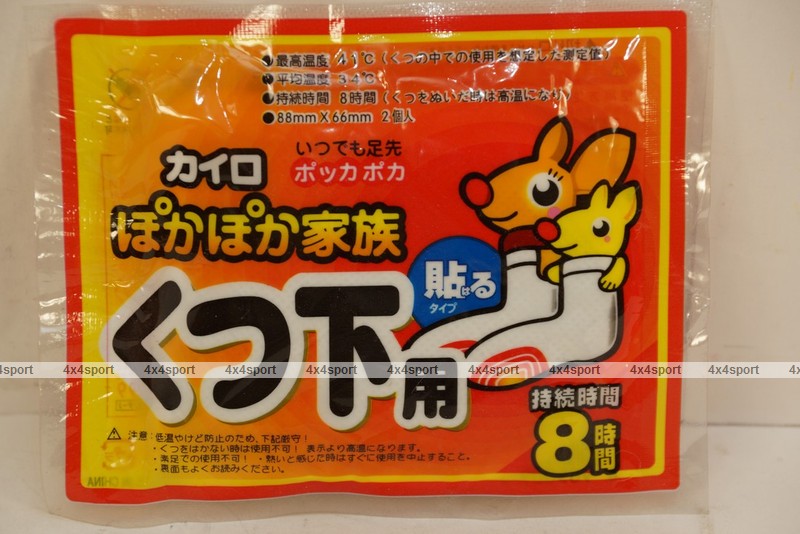 ●最高温度 41℃(くつの中での使用を想定した測定値)
●平均温度 34℃
●持続時間 8時間(くつをぬいだ時は高温になり)
●88mm X 66mm 2個入
いつでも足先
ポッカポカ
カイロ
ぽかぽか家族
貼はる
タイプ
くつ下用
4x4sport 4x4sport 4x4sport 4x4sport 4x4sport 4x4sport 4x4sport 4x4sport
持続時間
8時間
注意:低温やけど防止のため、下記厳守!
・くつをはかない時は使用不可! 表示より高温になります。
・素足での使用不可! ・熱いと感じた時はすぐに使用を中止すること。
・裏面もよくお読みください。